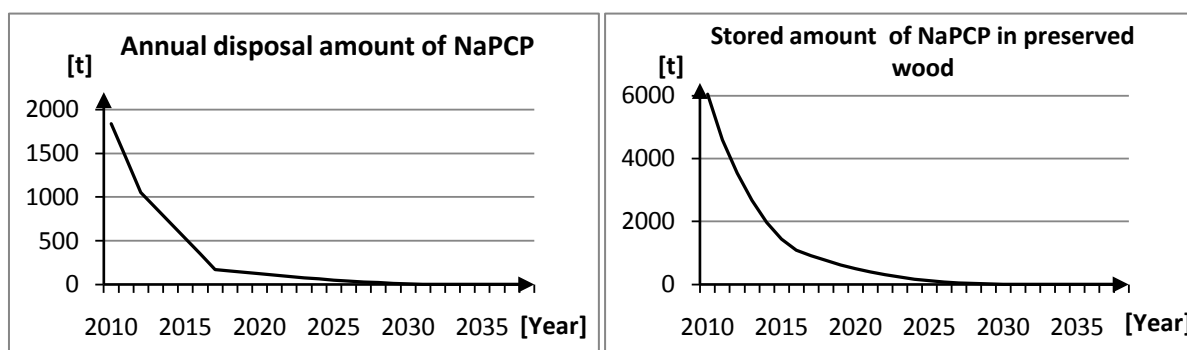 Annual disposal amount of NaPCP
[t]
2000
1500
1000
500
0
2010 2015 2020 2025 2030 2035 [Year]
Stored amount of NaPCP in preserved
wood
[t]
6000
4000
2000
0
2010 2015 2020 2025 2030 2035 [Year]